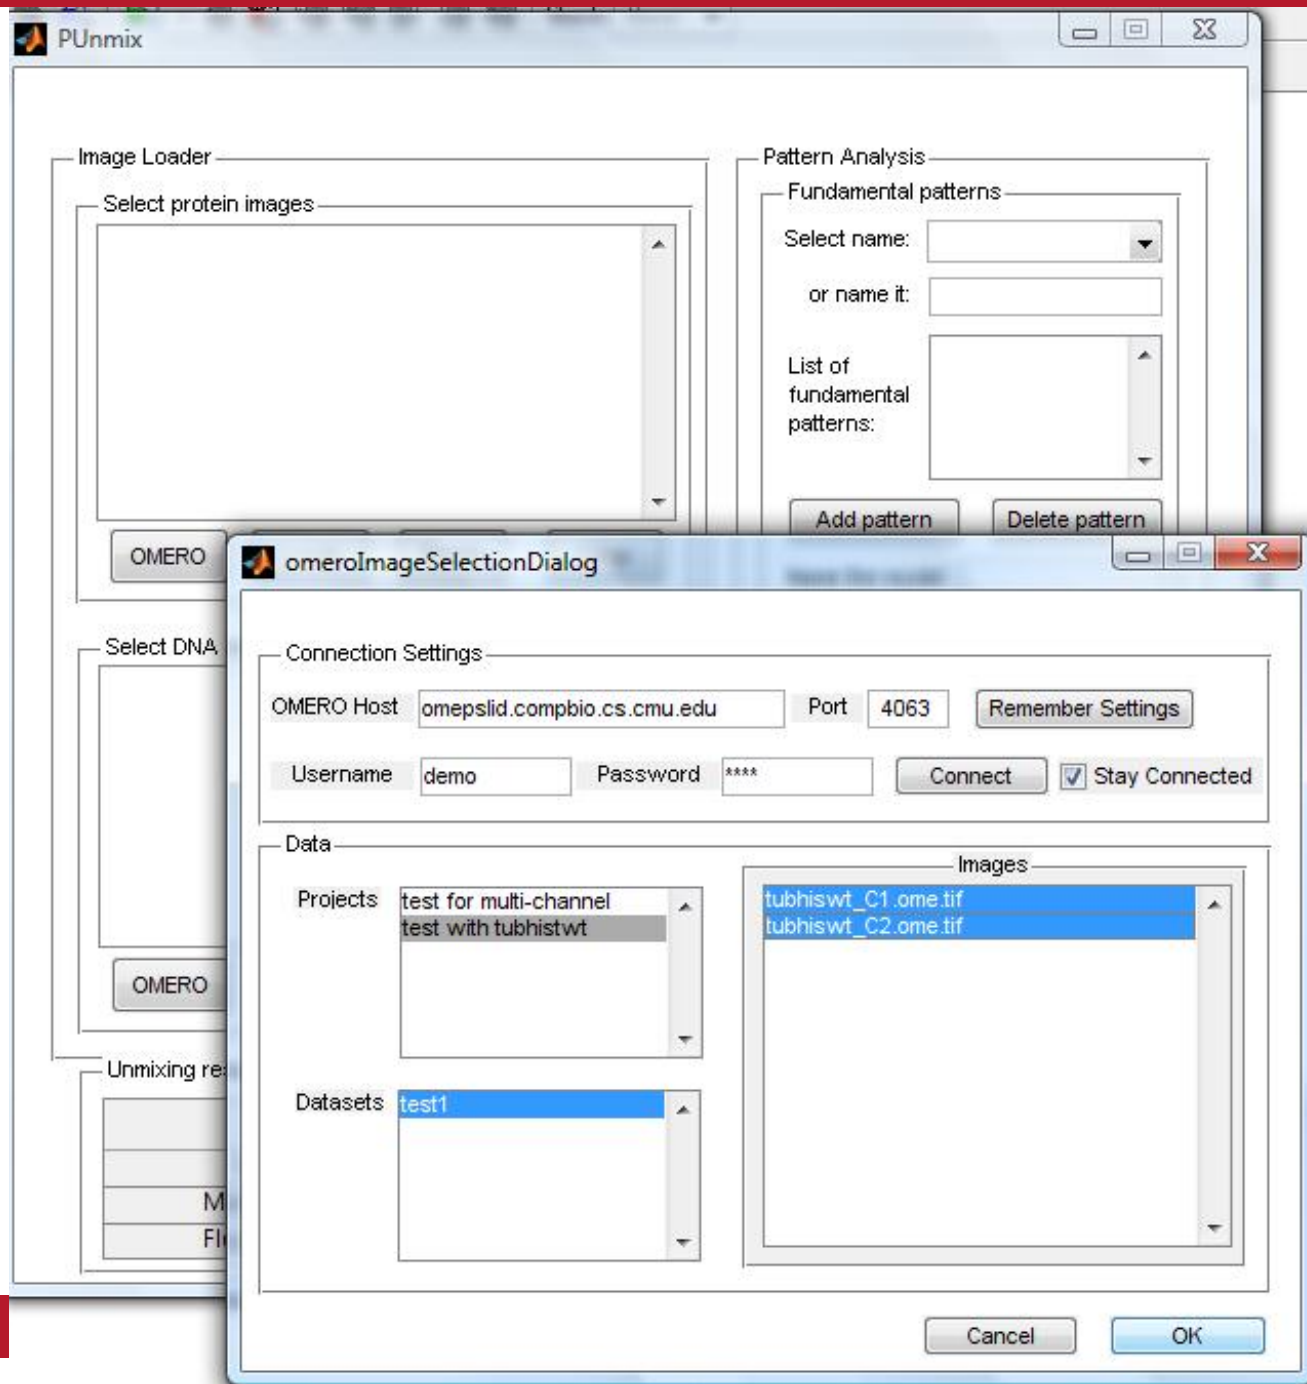 PUnmix
Image Loader
Select protein images
OMERO
Select DNA
OMERO
Unmixing
Pattern Analysis
Fundamental patterns
Select name:
or name it:
List of
fundamental
patterns:
Add pattern
Delete pattern
omeroImageSelectionDialog
Connection Settings
OMERO Host
omepslid.compbio.cs.cmu.edu
Port
4063
Remember Settings
Username
demo
Password
****
Connect
Stay Connected
Data
Projects
test for multi-channel
test with tubhistwt
Datasets
test1
Images
tubhiswt_C1.ome.tif
tubhiswt_C2.ome.tif
Cancel
OK